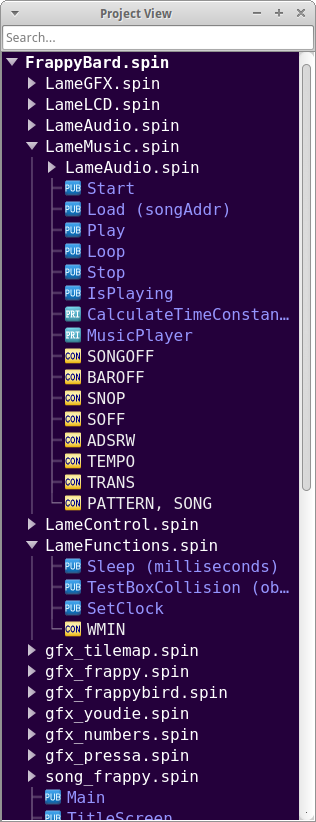 Project View
Search...
FrappyBard.spin
LameGFX.spin
LameLCD.spin
LameAudio.spin
LameMusic.spin
LameAudio.spin
PUB Start
PUB Load (songAddr)
PUB Play
PUB Loop
PUB Stop
PUB IsPlaying
PRI CalculateTimeConstan…
PRI MusicPlayer
CON SONGOFF
CON BAROFF
CON SNOP
CON SOFF
CON ADSRW
CON TEMPO
CON TRANS
CON PATTERN, SONG
LameControl.spin
LameFunctions.spin
PUB Sleep (milliseconds)
PUB TestBoxCollision (ob…
PUB SetClock
CON WMIN
gfx_tilemap.spin
gfx_frappy.spin
gfx_frappybird.spin
gfx_youdie.spin
gfx_numbers.spin
gfx_pressa.spin
song_frappy.spin
PUB Main
PUB TitleScreen